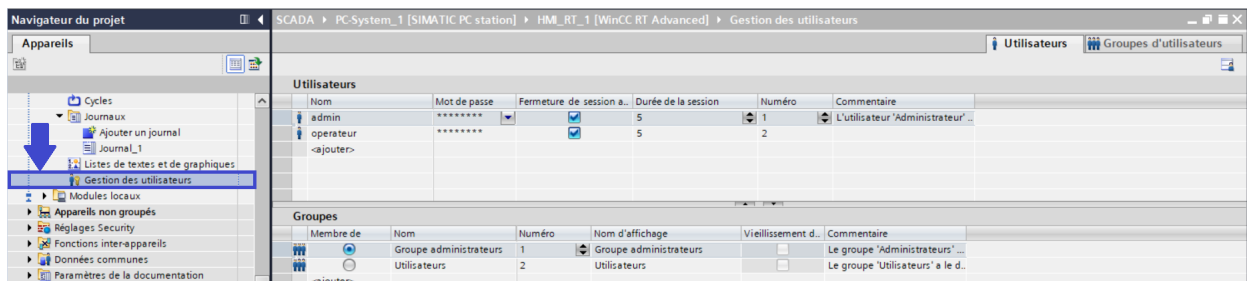 Navigateur du projet
SCADA ▸ PC-System_1 [SIMATIC PC station] ▸ HMI_RT_1 [WinCC RT Advanced] ▸ Gestion des utilisateurs
Appareils
Utilisateurs
Groupes d'utilisateurs
Cycles
Journaux
Ajouter un journal
Journal_1
Listes de textes et de graphiques
Gestion des utilisateurs
Modules locaux
Appareils non groupés
Réglages Security
Fonctions inter-appareils
Données communes
Paramètres de la documentation
Utilisateurs
Nom Mot de passe Fermeture de session a.. Durée de la session Numéro Commentaire
admin ******** 5 1 L'utilisateur 'Administrateur' ..
operateur ******** 5 2
<ajouter>
Groupes
Membre de Nom Numéro Nom d'affichage Vieillissement d.. Commentaire
Groupe administrateurs 1 Groupe administrateurs Le groupe 'Administrateurs' ...
Utilisateurs 2 Utilisateurs Le groupe 'Utilisateurs' a le d..
<ajouter>